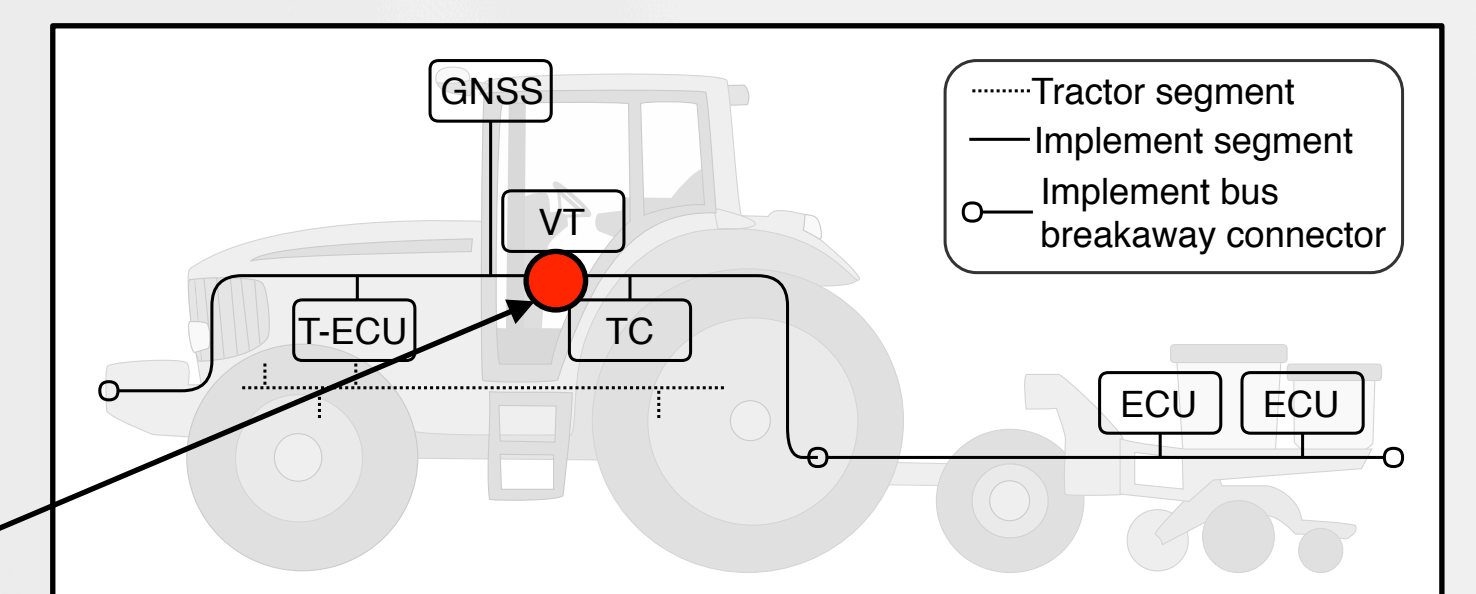 GNSS
Tractor segment
Implement segment
Implement bus
breakaway connector
VT
T-ECU
TC
ECU
ECU